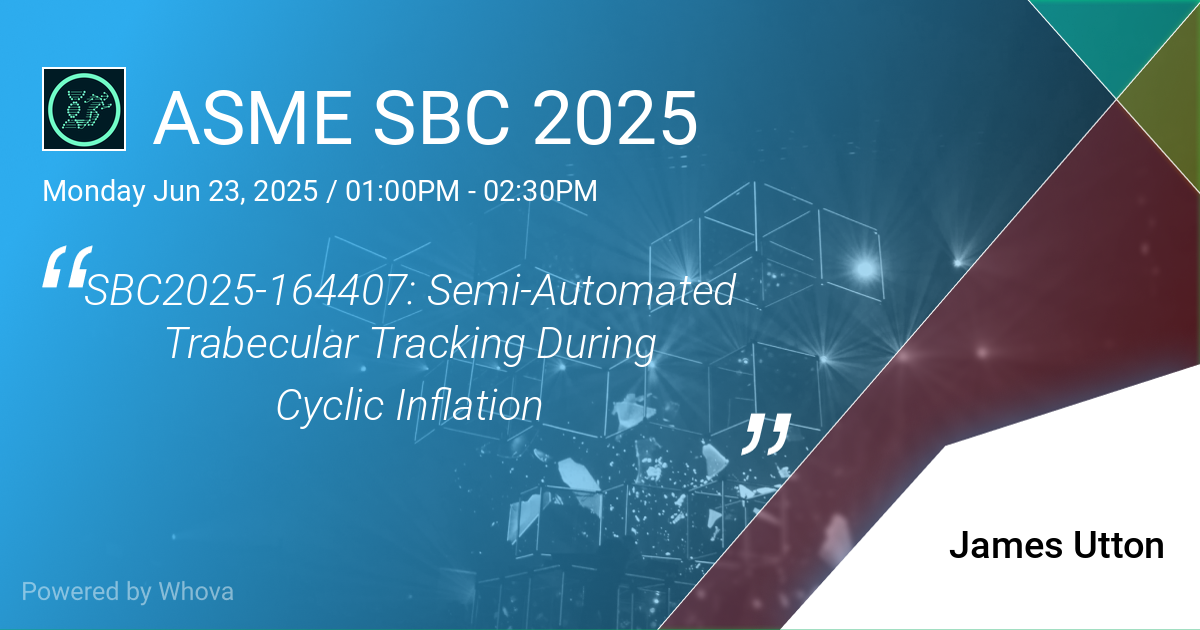 ASME SBC 2025
Monday Jun 23, 2025 / 01:00PM - 02:30PM
“SBC2025-164407: Semi-Automated
Trabecular Tracking During
Cyclic Inflation”
James Utton
Powered by Whova